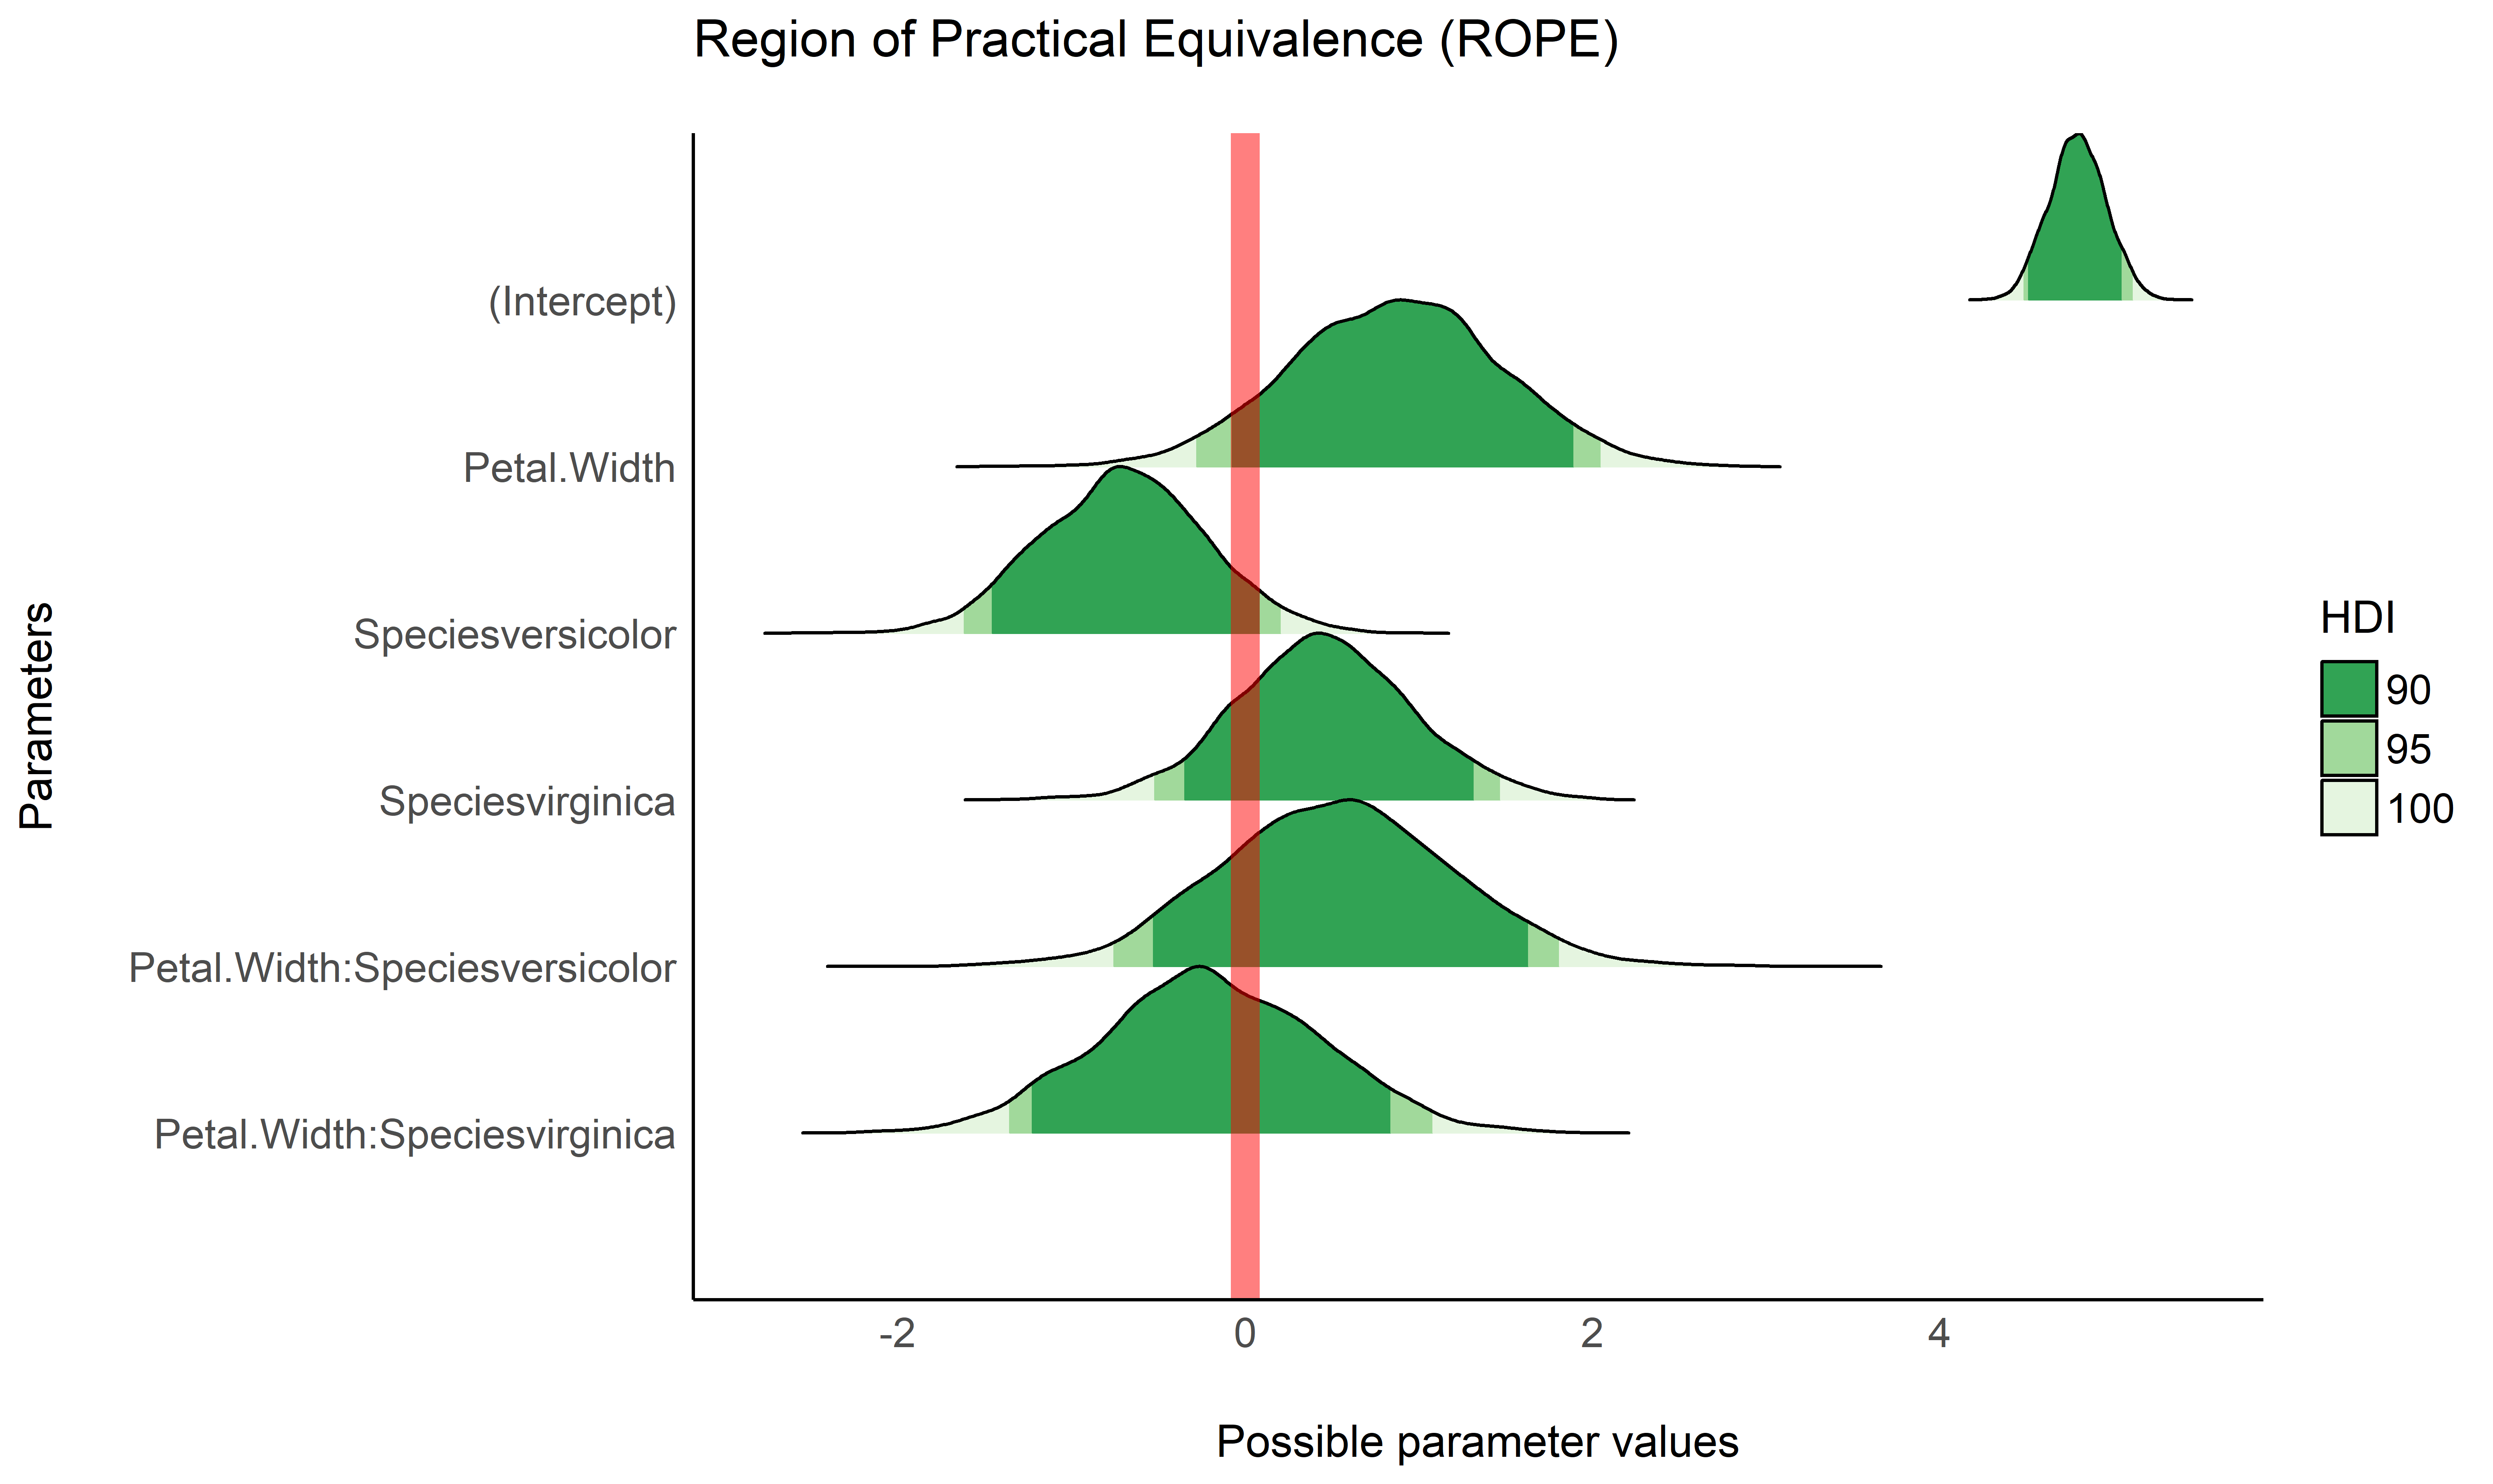 Region of Practical Equivalence (ROPE)
(Intercept)
Petal.Width
Speciesversicolor
Speciesvirginica
Petal.Width:Speciesversicolor
Petal.Width:Speciesvirginica
Parameters
-2 0 2 4
Possible parameter values
HDI
90
95
100